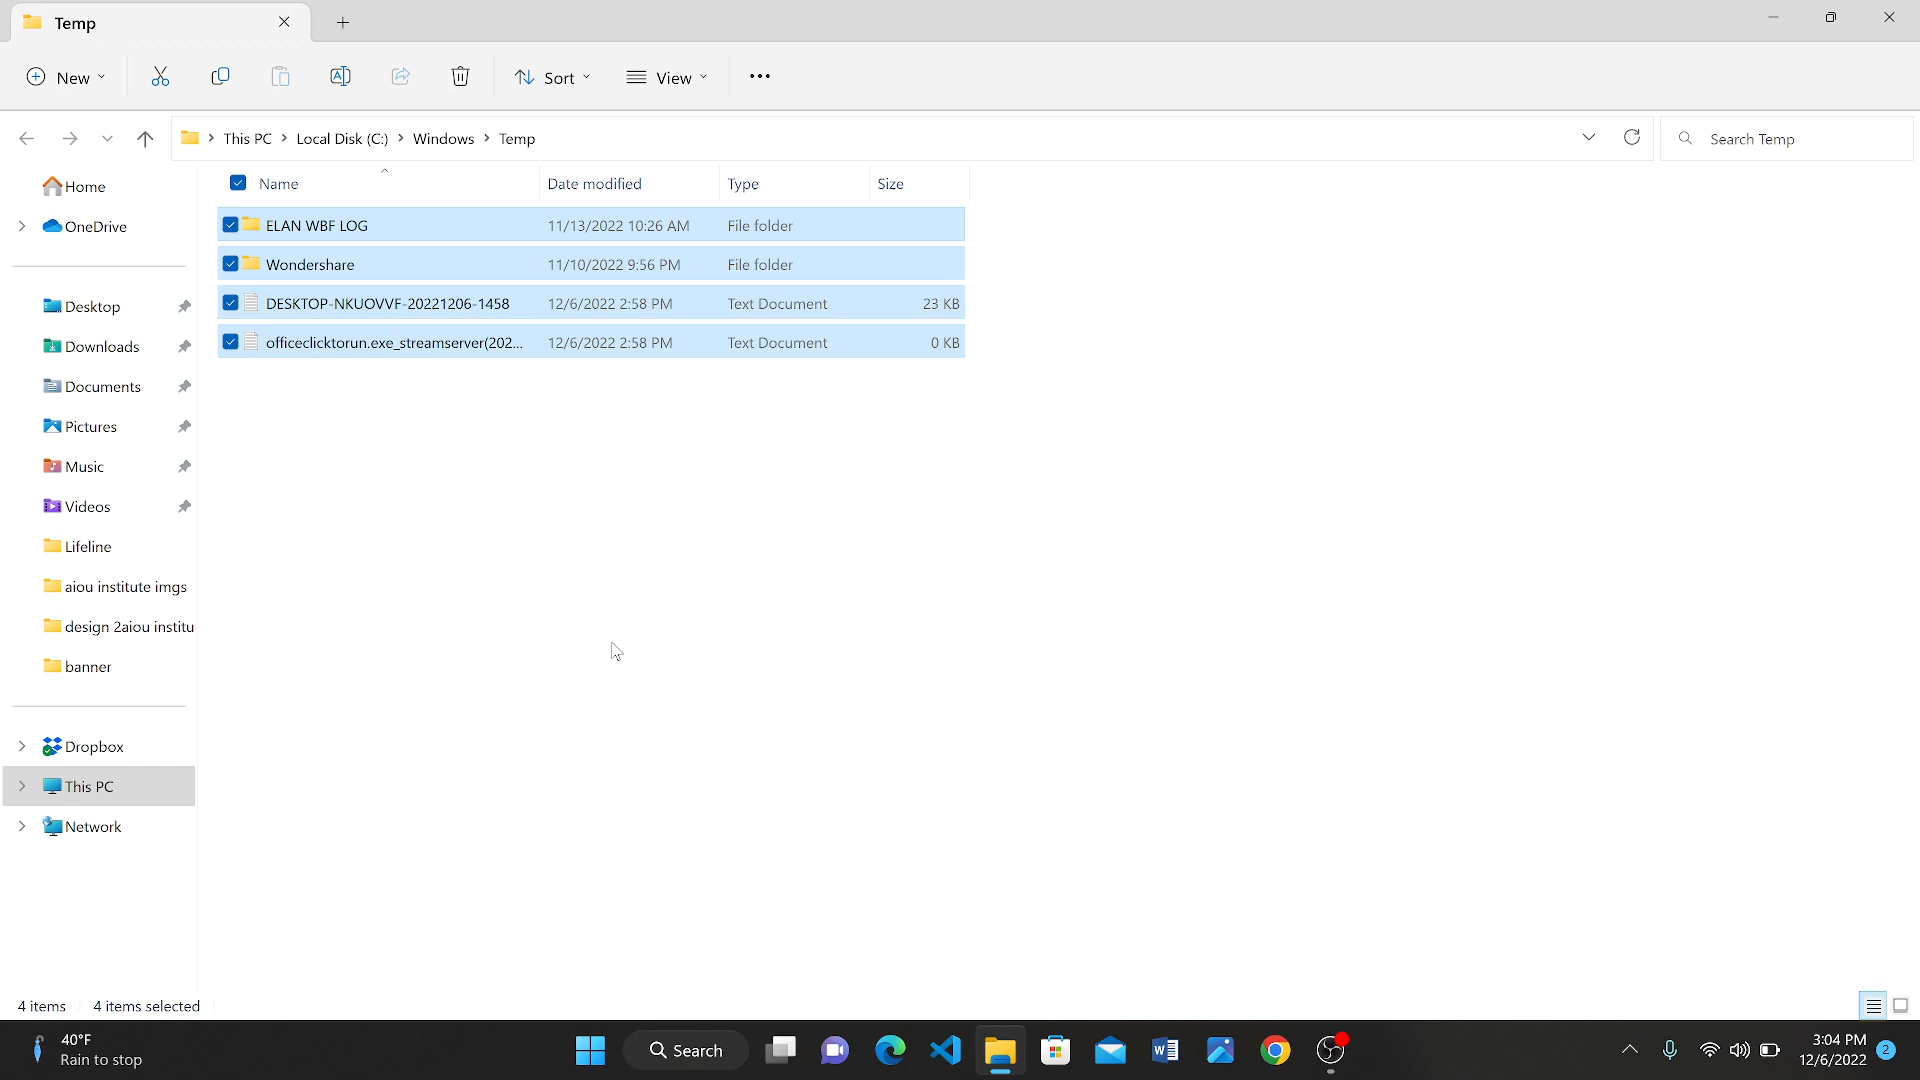 Temp
New
Sort
View
This PC > Local Disk (C:) > Windows > Temp
Search Temp
Name Date modified Type Size
ELAN WBF LOG 11/13/2022 10:26 AM File folder
Wondershare 11/10/2022 9:56 PM File folder
DESKTOP-NKUOVVF-20221206-1458 12/6/2022 2:58 PM Text Document 23 KB
officeclicktorun.exe_streamserver(202... 12/6/2022 2:58 PM Text Document 0 KB
Home
OneDrive
Desktop
Downloads
Documents
Pictures
Music
Videos
Lifeline
aiou institute imgs
design 2aiou institu
banner
Dropbox
This PC
Network
4 items 4 items selected
40°F
Rain to stop
Search
3:04 PM
12/6/2022
2